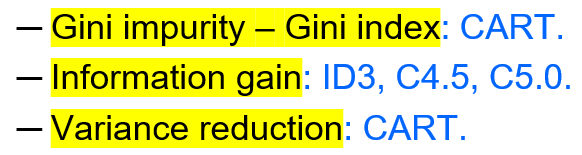 — Gini impurity – Gini index: CART.
— Information gain: ID3, C4.5, C5.0.
— Variance reduction: CART.